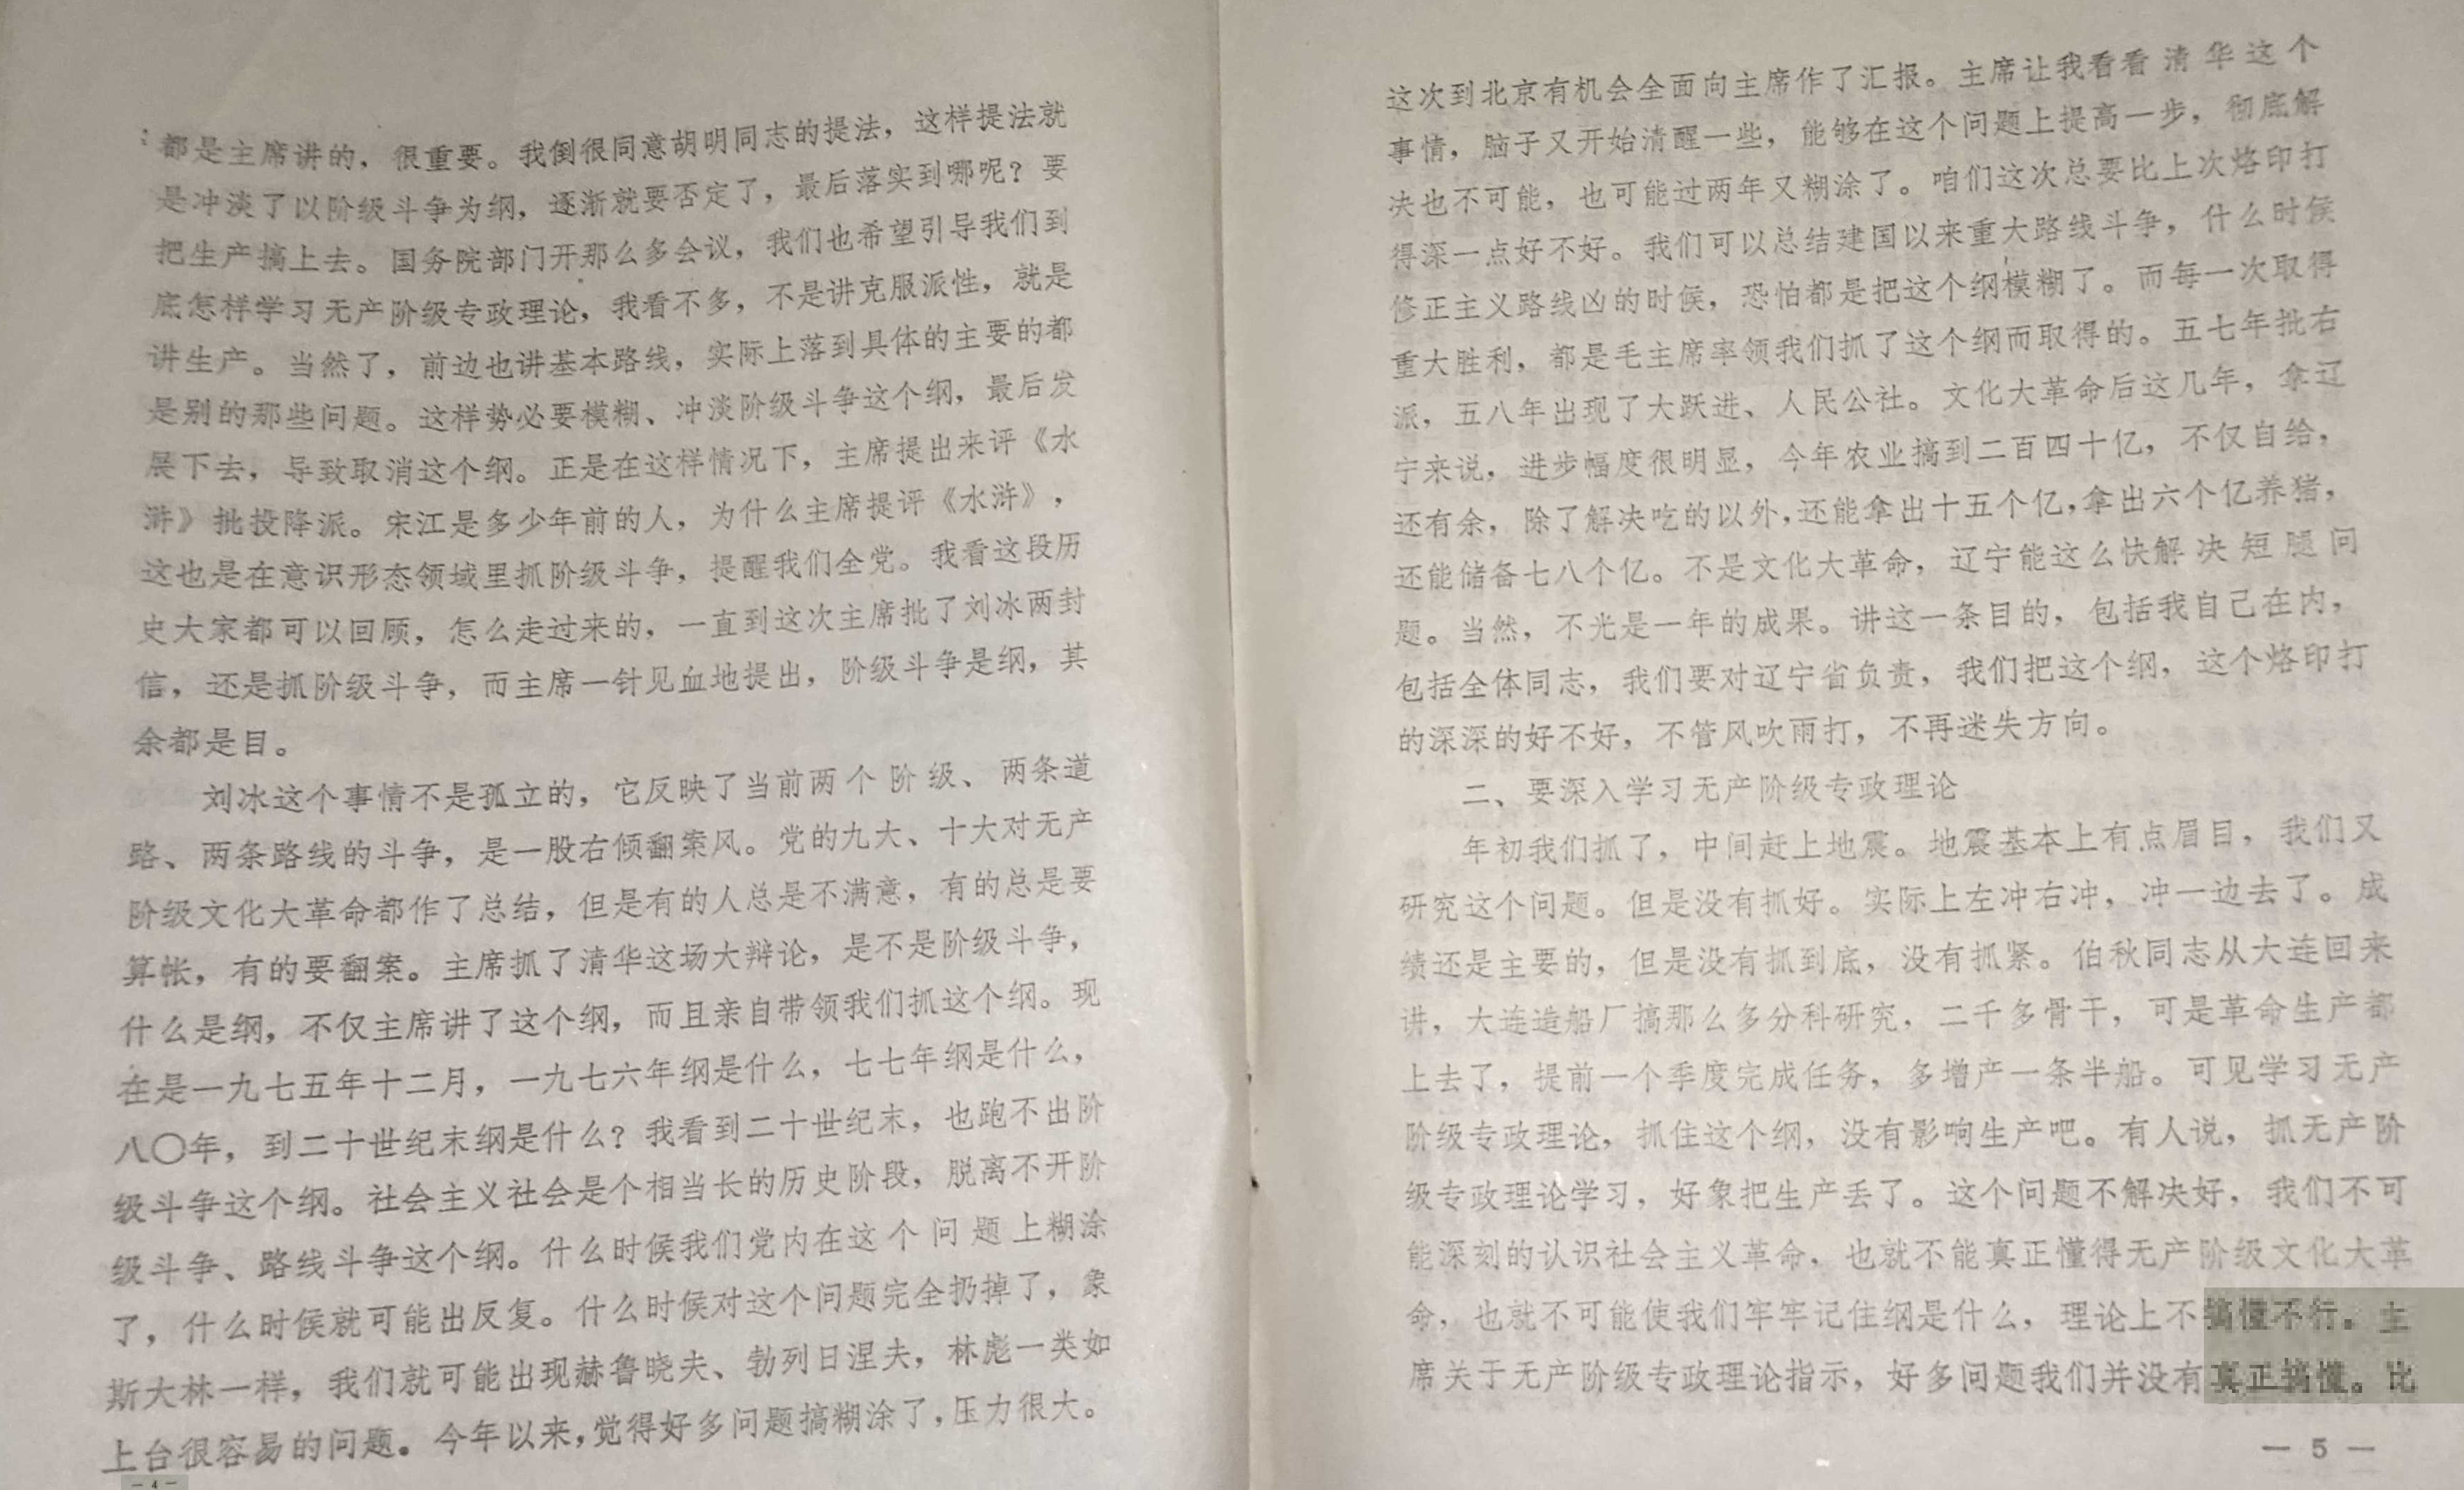 都是主席讲的，很重要。我倒很同意胡明同志的提法，这样提法就
是冲淡了以阶级斗争为纲，逐渐就要否定了，最后落实到哪呢？要
把生产搞上去。国务院部门开那么多会议，我们也希望引导我们到
底怎样学习无产阶级专政理论，我看不多，不是讲克服派性，就是
讲生产。当然了，前边也讲基本路线，实际上落到具体的主要的都
是别的那些问题。这样势必要模糊、冲淡阶级斗争这个纲，最后发
展下去，导致取消这个纲。正是在这样情况下，主席提出来评《水
浒》批投降派。宋江是多少年前的人，为什么主席提评《水浒》，
这也是在意识形态领域里抓阶级斗争，提醒我们全党。我看这段历
史大家都可以回顾，怎么走过来的，一直到这次主席批了刘冰两封
信，还是抓阶级斗争，而主席一针见血地提出，阶级斗争是纲，其
余都是目。
刘冰这个事情不是孤立的，它反映了当前两个阶级、两条道
路、两条路线的斗争，是一股右倾翻案风。党的九大、十大对无产
阶级文化大革命都作了总结，但是有的人总是不满意，有的总是要
算帐，有的要翻案。主席抓了清华这场大辩论，是不是阶级斗争，
什么是纲，不仅主席讲了这个纲，而且亲自带领我们抓这个纲。现
在是一九七五年十二月，一九七六年纲是什么，七七年纲是什么，
八〇年，到二十世纪末纲是什么？我看到二十世纪末，也跑不出阶
级斗争这个纲。社会主义社会是个相当长的历史阶段，脱离不开阶
级斗争、路线斗争这个纲。什么时侯我们党内在这个问题上糊涂
了，什么时侯就可能出反复。什么时侯对这个问题完全扔掉了，象
斯大林一样，我们就可能出现赫鲁晓夫、勃列日涅夫，林彪一类如
上台很容易的问题。今年以来，觉得好多问题搞糊涂了，压力很大。
— 4 —
这次到北京有机会全面向主席作了汇报。主席让我看看清华这个
事情，脑子又开始清醒一些，能够在这个问题上提高一步，彻底解
决也不可能，也可能过两年又糊涂了。咱们这次总要比上次烙印打
得深一点好不好。我们可以总结建国以来重大路线斗争，什么时侯
修正主义路线凶的时候，恐怕都是把这个纲模糊了。而每一次取得
重大胜利，都是毛主席率领我们抓了这个纲而取得的。五七年批右
派，五八年出现了大跃进、人民公社。文化大革命后这几年，拿辽
宁来说，进步幅度很明显，今年农业搞到二百四十亿，不仅自给，
还有余，除了解决吃的以外，还能拿出十五个亿，拿出六个亿养猪，
还能储备七八个亿。不是文化大革命，辽宁能这么快解决短腿问
题。当然，不光是一年的成果。讲这一条目的，包括我自己在内，
包括全体同志，我们要对辽宁省负责，我们把这个纲，这个烙印打
的深深的好不好，不管风吹雨打，不再迷失方向。
二、要深入学习无产阶级专政理论
年初我们抓了，中间赶上地震。地震基本上有点眉目，我们又
研究这个问题。但是没有抓好。实际上左冲右冲，冲一边去了。成
绩还是主要的，但是没有抓到底，没有抓紧。伯秋同志从大连回来
讲，大连造船厂搞那么多分科研究，二千多骨干，可是革命生产都
上去了，提前一个季度完成任务，多增产一条半船。可见学习无产
阶级专政理论，抓住这个纲，没有影响生产吧。有人说，抓无产阶
级专政理论学习，好象把生产丢了。这个问题不解决好，我们不可
能深刻的认识社会主义革命，也就不能真正懂得无产阶级文化大革
命，也就不可能使我们牢牢记住纲是什么，理论上不搞懂不行。主
席关于无产阶级专政理论指示，好多问题我们并没有真正搞懂。比
— 5 —